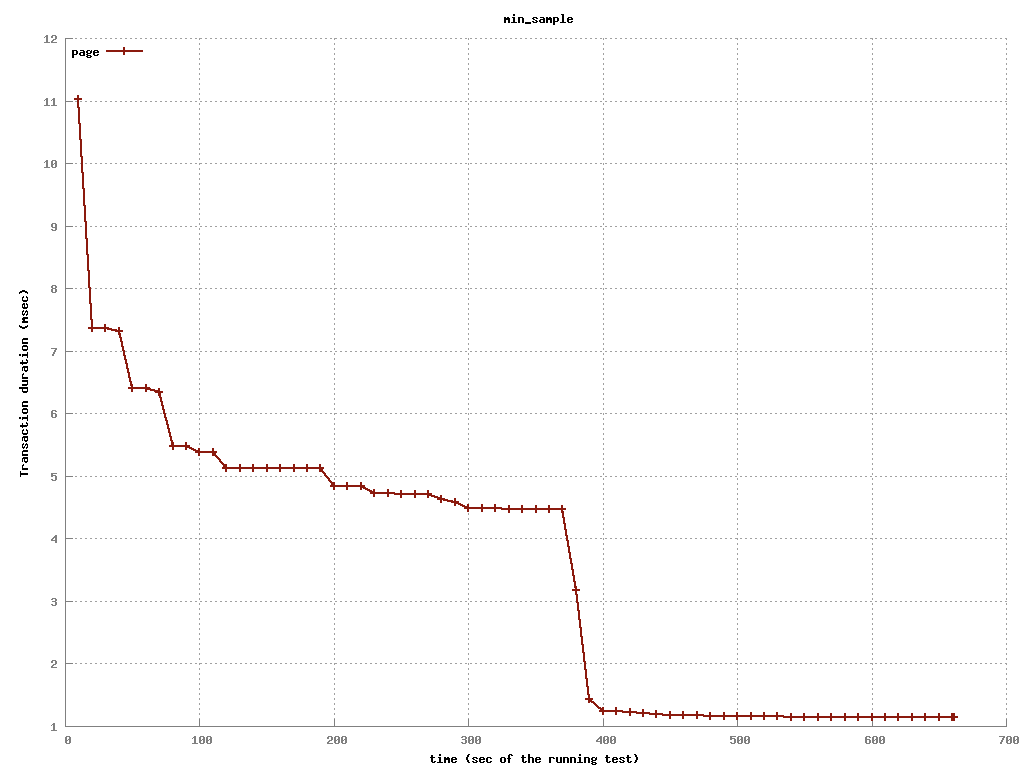 min_sample
page
12
11
10
9
8
7
6
5
4
3
2
1
Transaction duration (msec)
0 100 200 300 400 500 600 700
time (sec of the running test)